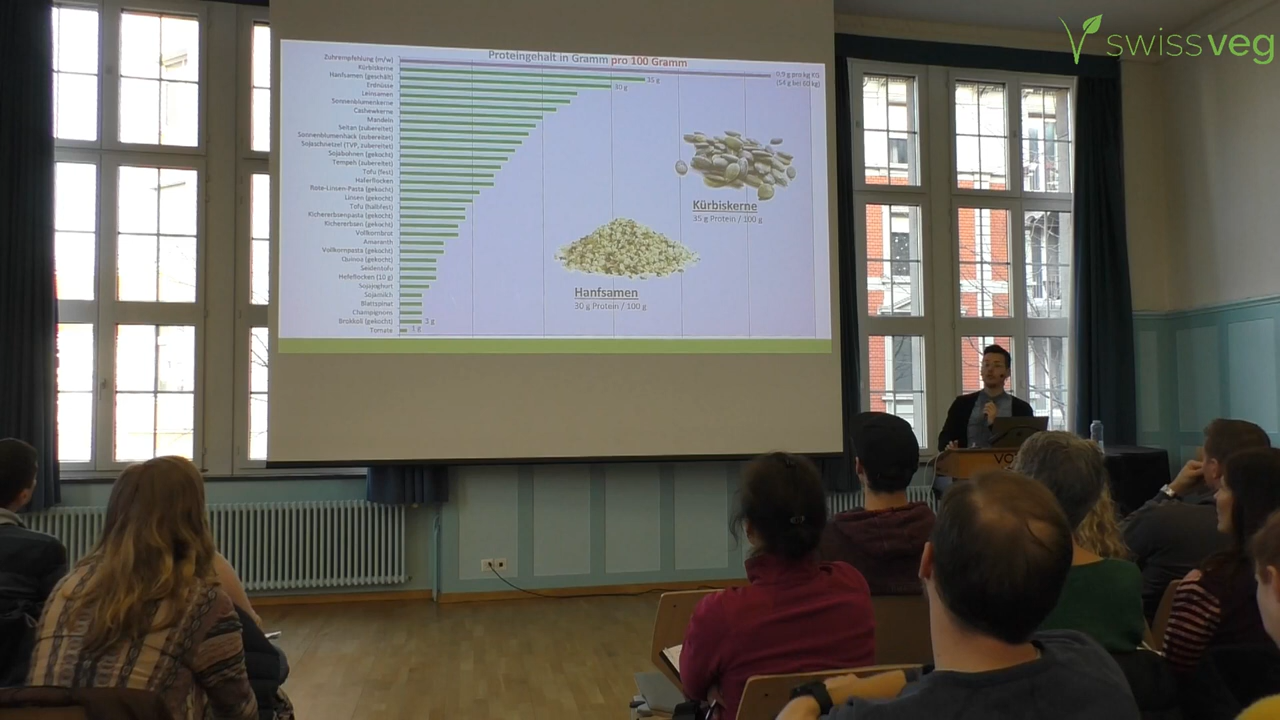 swissveg
Proteingehalt in Gramm pro 100 Gramm
Zufuhrempfehlung (m/w)
Kürbiskerne
Hanfsamen (geschält)
Erdnüsse
Leinsamen
Sonnenblumenkerne
Cashewkerne
Mandeln
Seitan (zubereitet)
Sonnenblumenhack (zubereitet)
Sojaschnetzel (TVP, zubereitet)
Sojabohnen (gekocht)
Tempeh (zubereitet)
Tofu (fest)
Haferflocken
Rote-Linsen-Pasta (gekocht)
Linsen (gekocht)
Tofu (halbfest)
Kichererbsenpasta (gekocht)
Kichererbsen (gekocht)
Vollkornbrot
Amaranth
Vollkornpasta (gekocht)
Quinoa (gekocht)
Seidentofu
Hefeflocken (10 g)
Sojajoghurt
Sojamilch
Blattspinat
Champignons
Brokkoli (gekocht)
Tomate
0.9 g pro kg KG
(54 g bei 60 kg)
35 g
30 g
3 g
1 g
Kürbiskerne
35 g Protein / 100 g
Hanfsamen
30 g Protein / 100 g